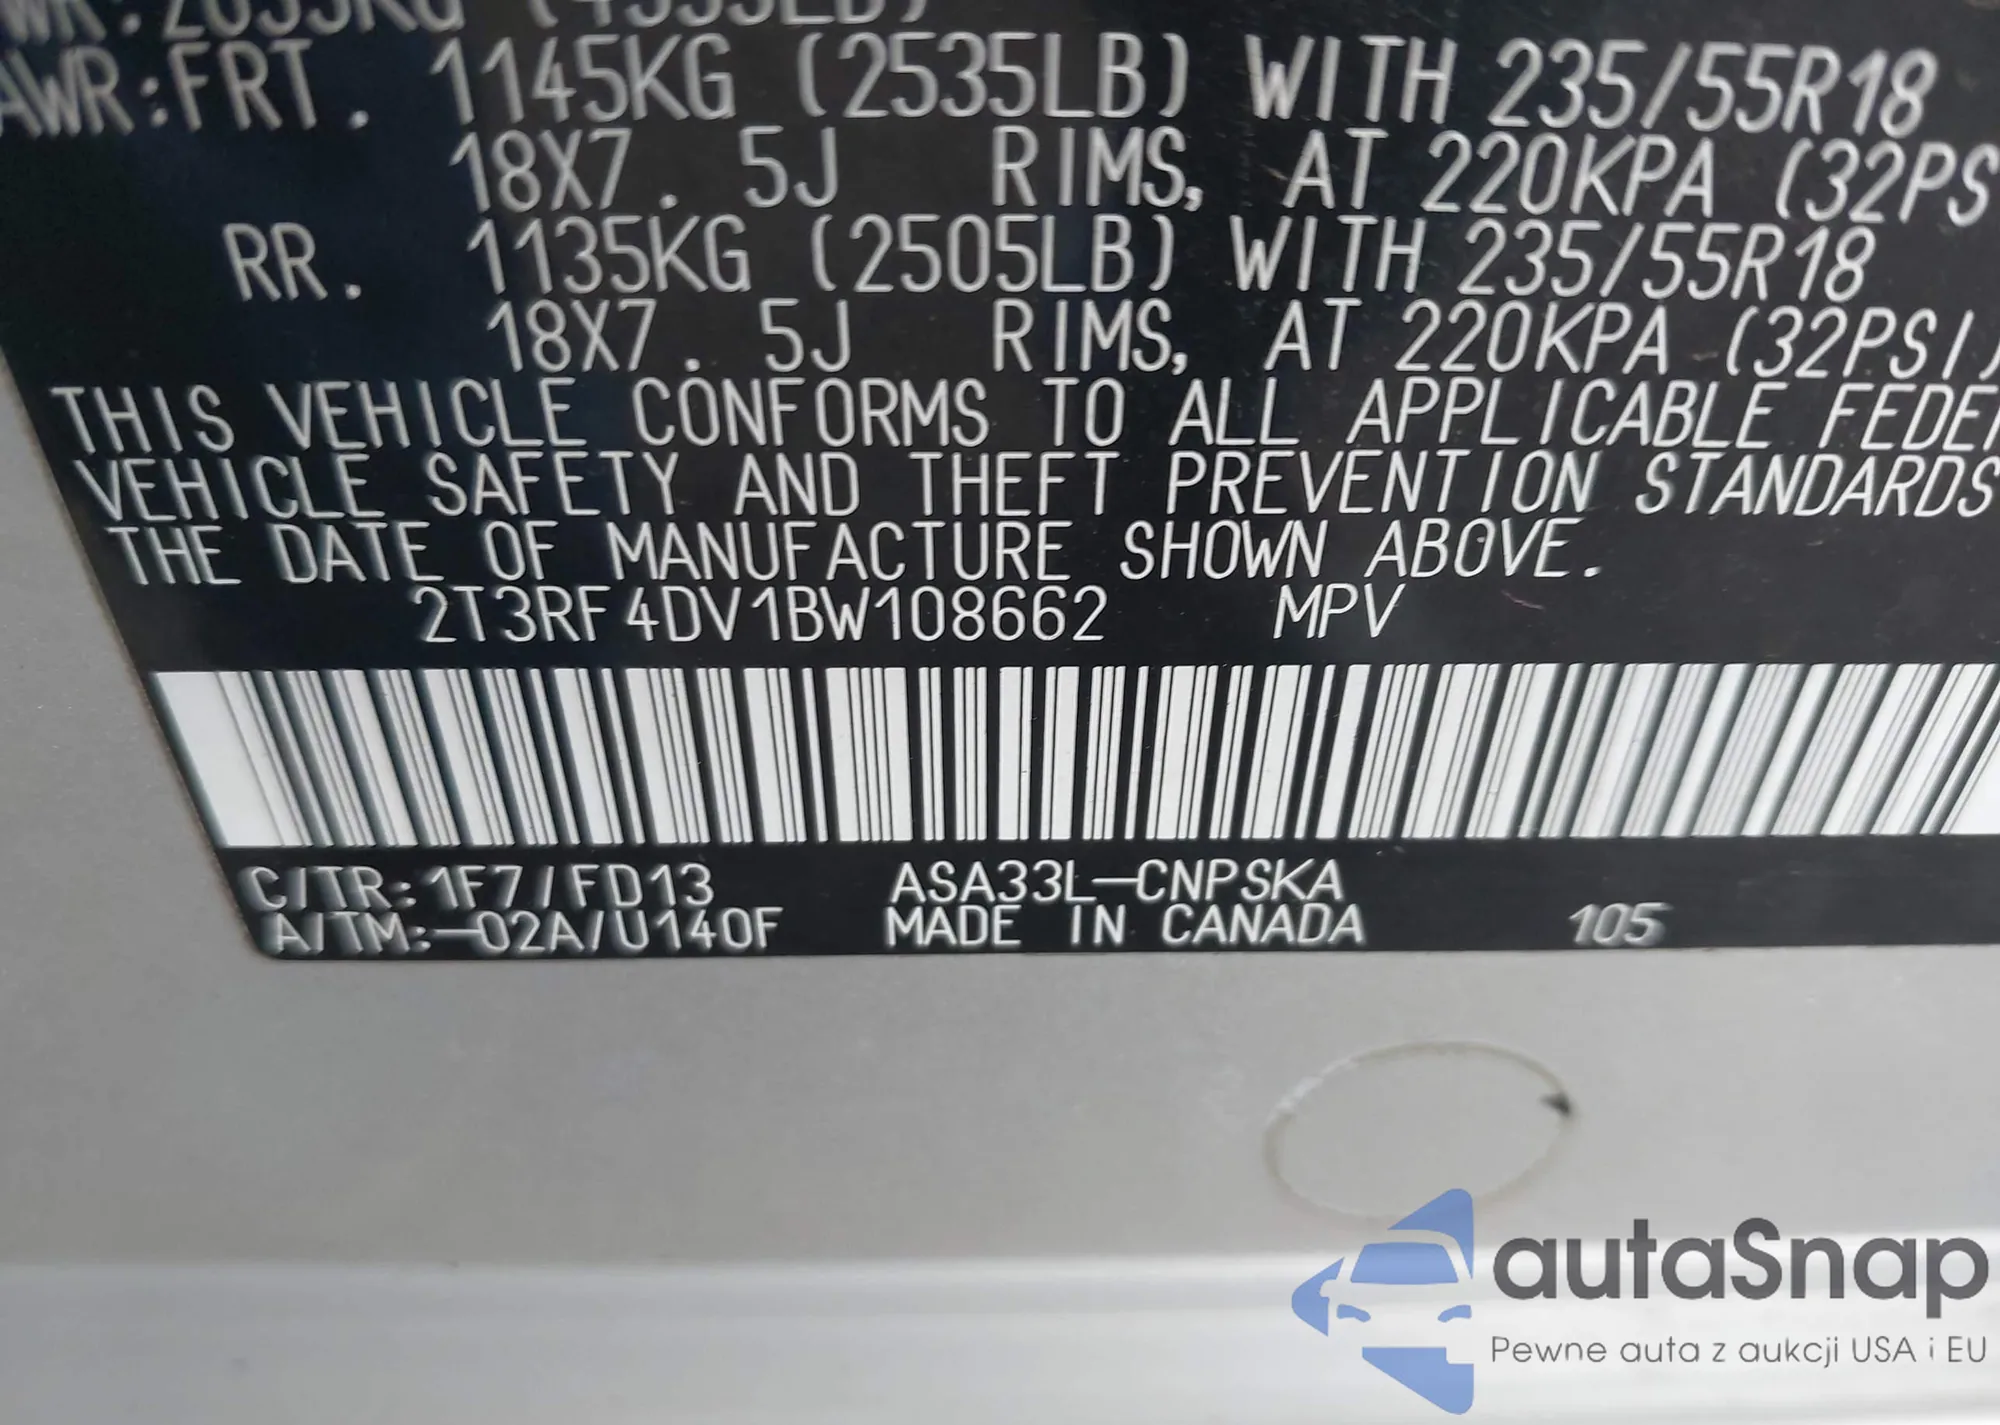 AWR:FRT. 1145KG (2535LB) WITH 235/55R18
18X7. 5J RIMS, AT 220KPA (32PS
RR. 1135KG (2505LB) WITH 235/55R18
18X7. 5J RIMS, AT 220KPA (32PSI)
THIS VEHICLE CONFORMS TO ALL APPLICABLE FEDER
VEHICLE SAFETY AND THEFT PREVENTION STANDARDS
THE DATE OF MANUFACTURE SHOWN ABOVE.
2T3RF4DV1BW108662 MPV
C/TR:1F7/FD13 ASA33L-CNPSKA
A/TM:-02A/U140F MADE IN CANADA 105
autaSnap
Pewne auta z aukcji USA i EU